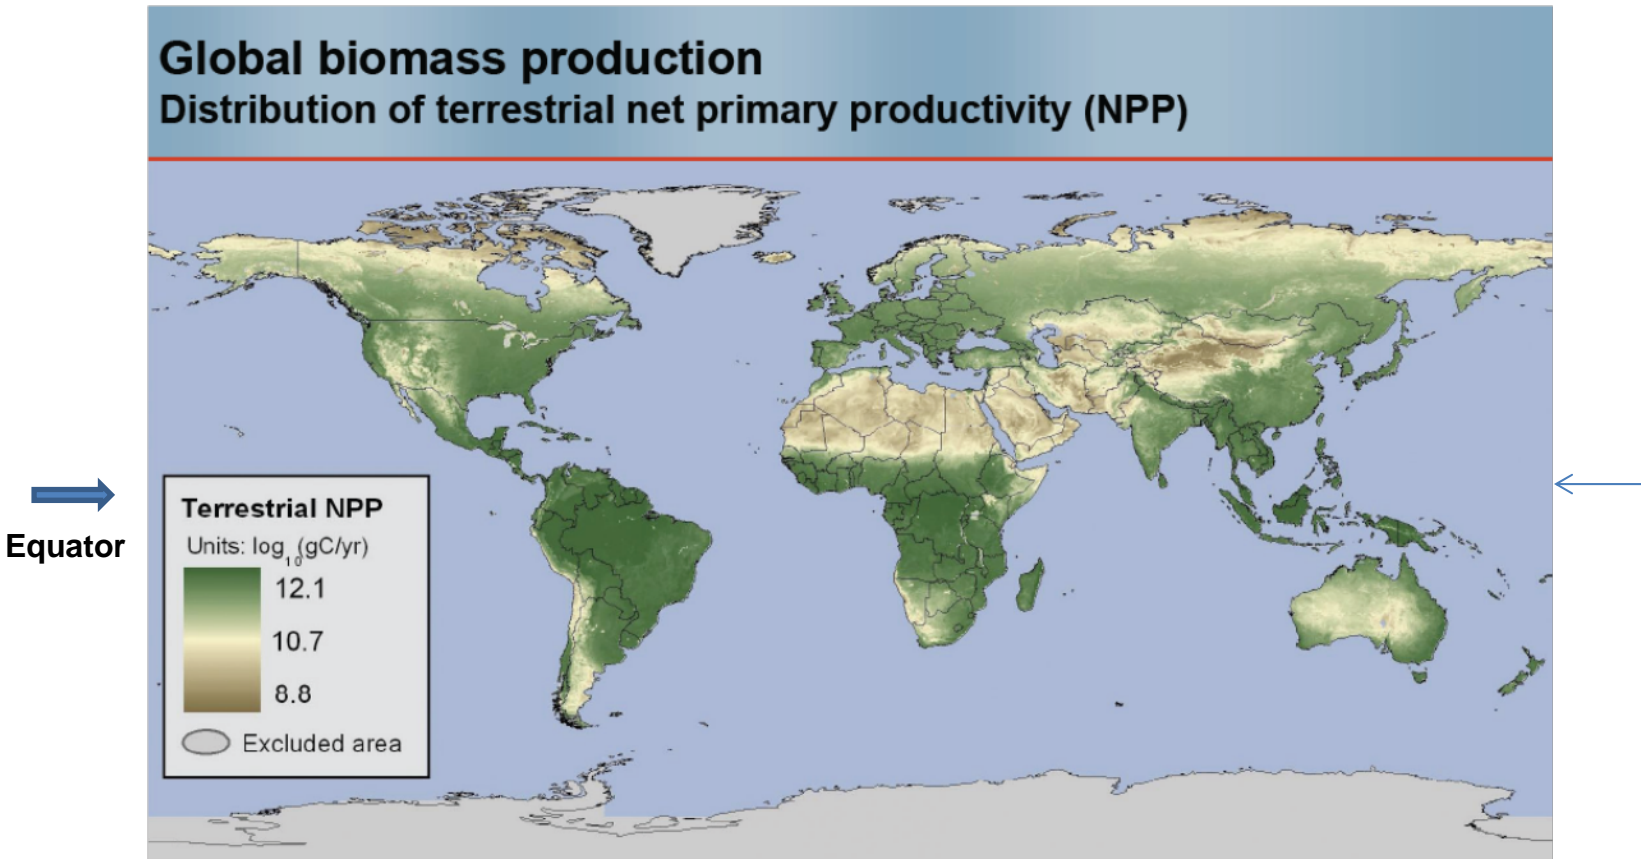 Global biomass production
Distribution of terrestrial net primary productivity (NPP)
Equator
Terrestrial NPP
Units: log₁₀(gC/yr)
12.1
10.7
8.8
Excluded area